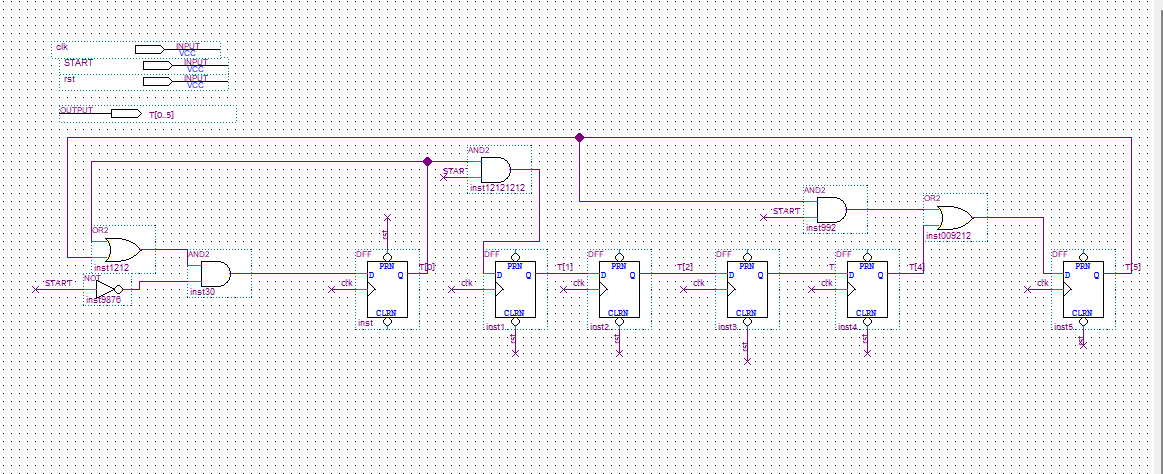 clk INPUT
VCC
START INPUT
VCC
rst INPUT
VCC
OUTPUT T[0..5]
AND2
START
inst12121212
AND2
START
inst992
OR2
inst009212
OR2
inst1212
AND2
inst30
START
NOT
inst9876
DFF
rst
PRN
D Q
T[0]
clk
CLRN
inst
DFF
PRN
D Q
T[1]
clk
CLRN
inst1
rst
DFF
PRN
D Q
T[2]
clk
CLRN
inst2
rst
DFF
PRN
D Q
T
clk
CLRN
inst3
rst
DFF
PRN
D Q
T[4]
clk
CLRN
inst4
rst
DFF
PRN
D Q
T[5]
clk
CLRN
inst5
rst